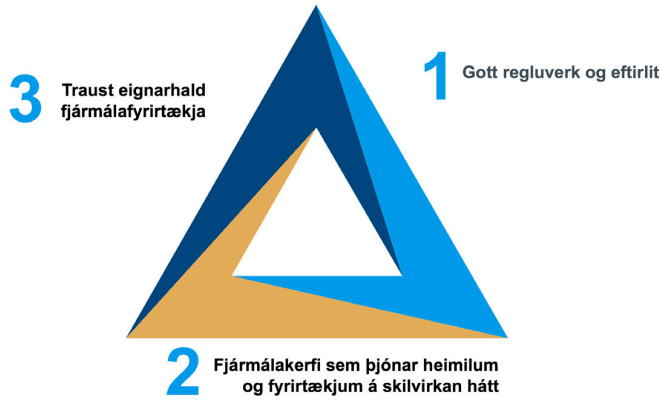 1 Gott regluverk og eftirlit
2 Fjármálakerfi sem þjónar heimilum
og fyrirtækjum á skilvirkan hátt
3 Traust eignarhald
fjármálafyrirtækja